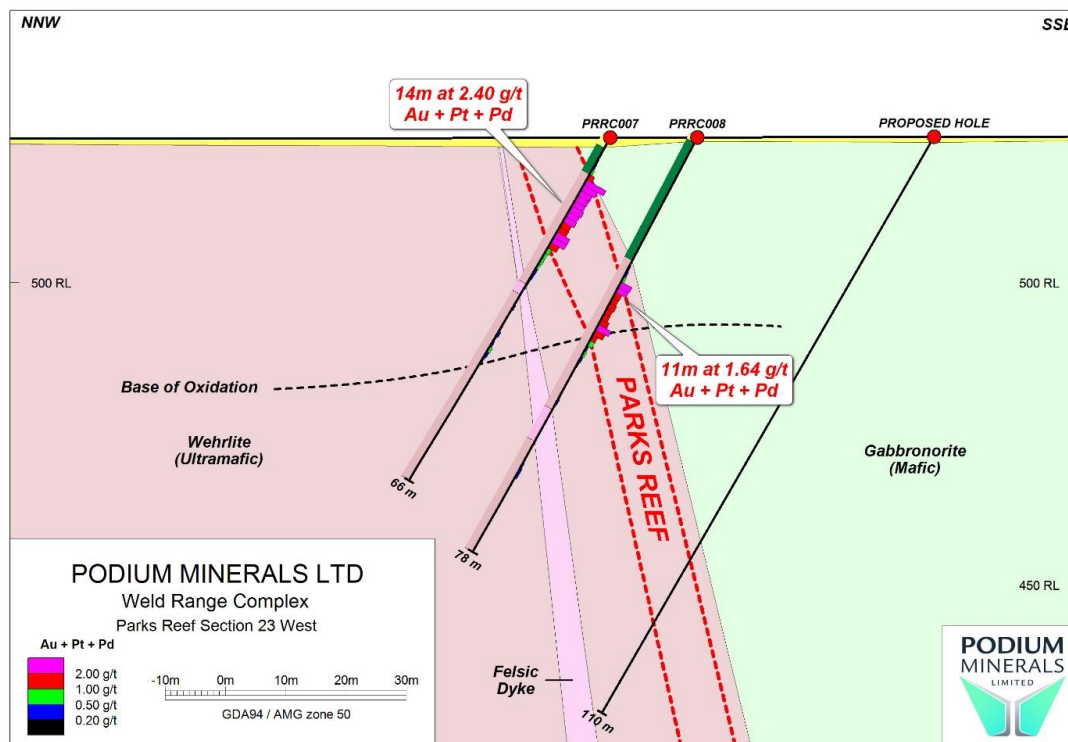 NNW
SSE
14m at 2.40 g/t
Au + Pt + Pd
PRRC007
PRRC008
PROPOSED HOLE
500 RL
500 RL
Base of Oxidation
11m at 1.64 g/t
Au + Pt + Pd
Wehrlite
(Ultramafic)
PARKS REEF
Gabbronorite
(Mafic)
66 m
78 m
PODIUM MINERALS LTD
Weld Range Complex
Parks Reef Section 23 West
Au + Pt + Pd
2.00 g/t
1.00 g/t
0.50 g/t
0.20 g/t
-10m 0m 10m 20m 30m
GDA94 / AMG zone 50
450 RL
Felsic
Dyke
110 m
PODIUM
MINERALS
LIMITED